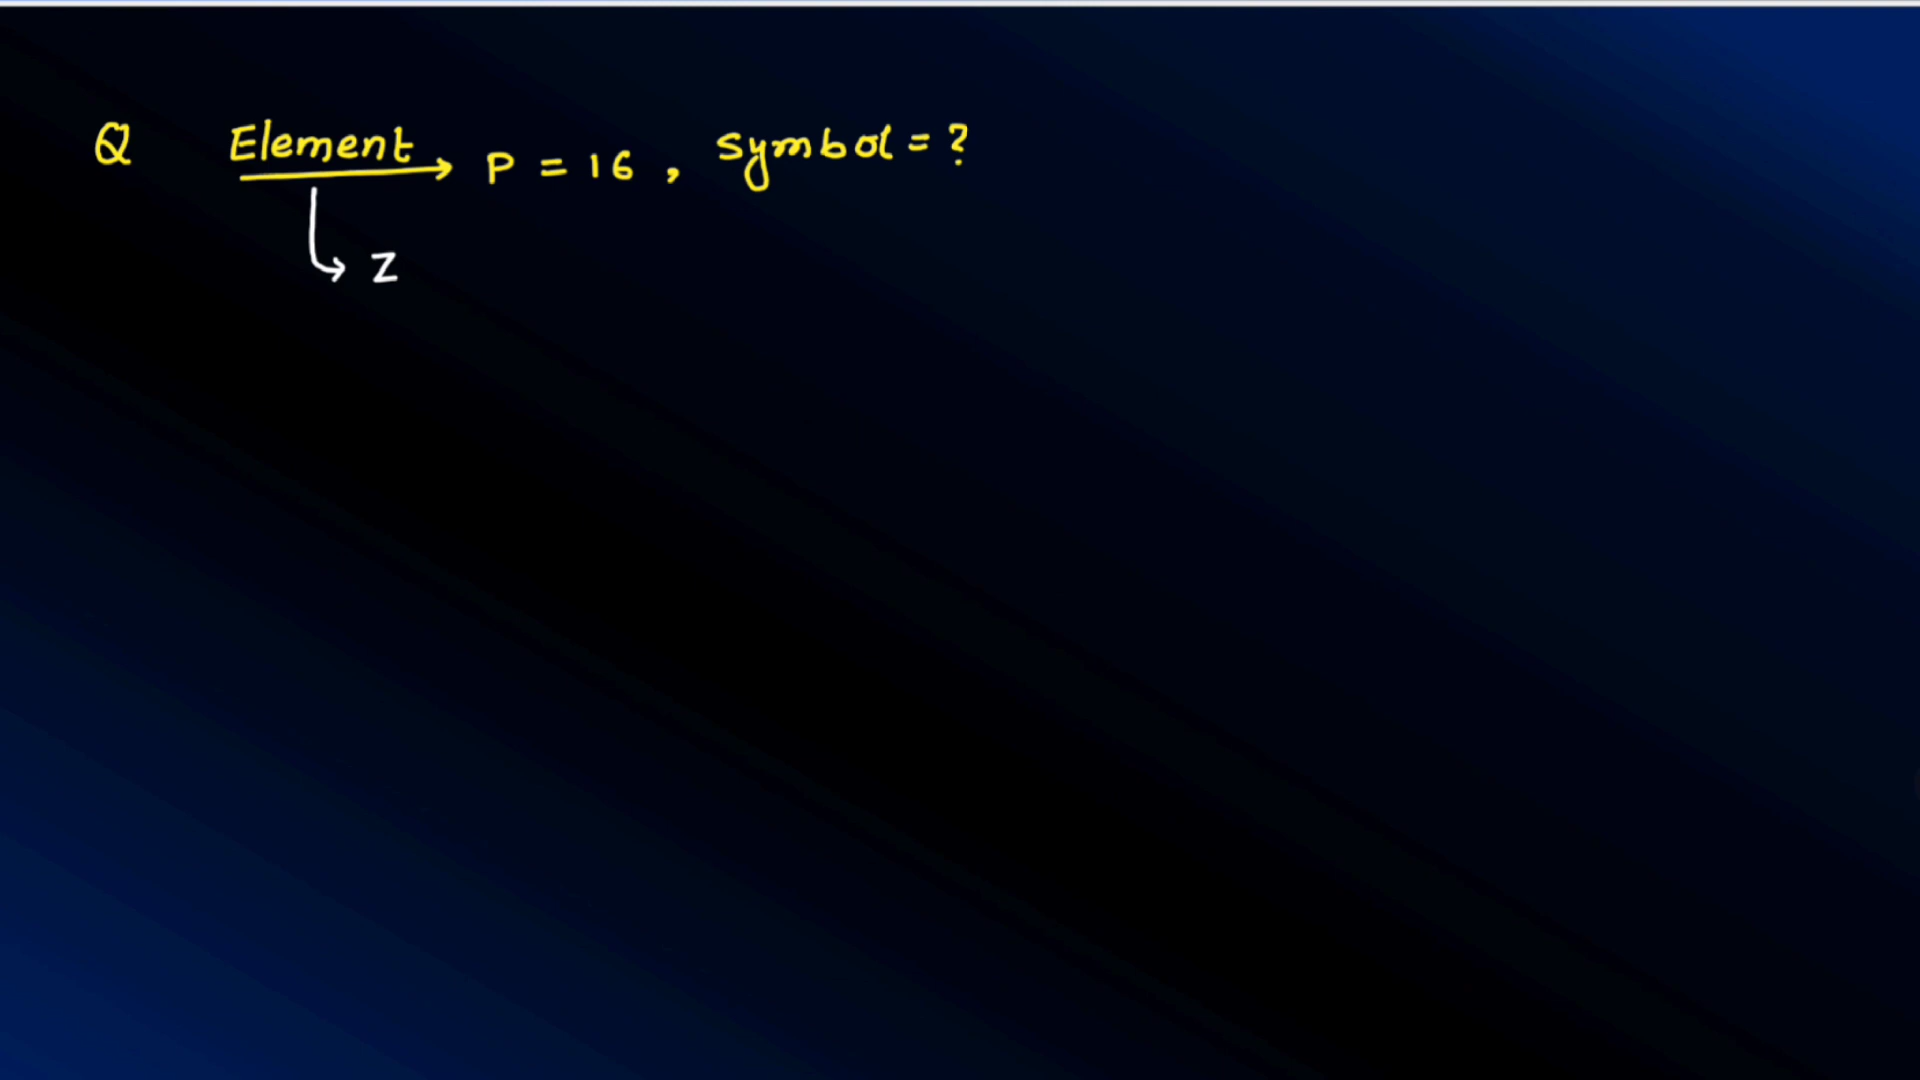 Q Element → P = 16 , symbol = ?
↳ Z